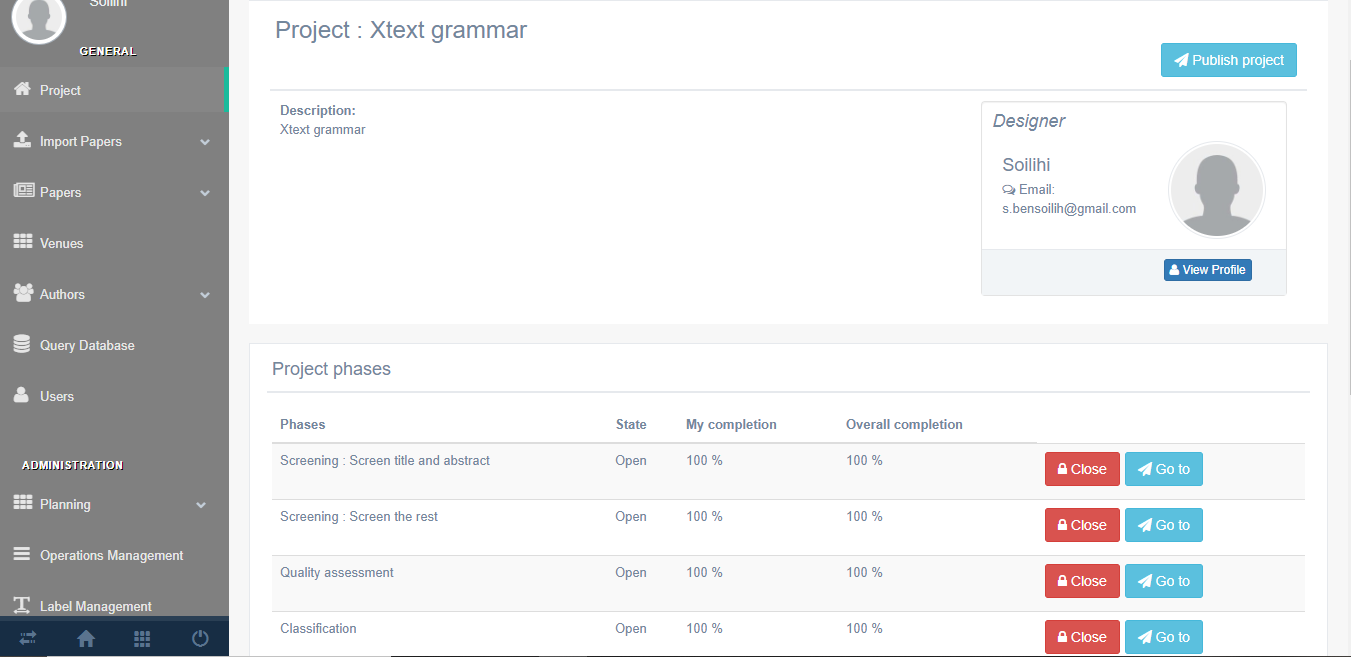 Soilihi
GENERAL
Project
Import Papers
Papers
Venues
Authors
Query Database
Users
ADMINISTRATION
Planning
Operations Management
Label Management
Project : Xtext grammar
Publish project
Description:
Xtext grammar
Designer
Soilihi
Email:
s.bensoilih@gmail.com
View Profile
Project phases
Phases State My completion Overall completion
Screening : Screen title and abstract Open 100 % 100 % Close Go to
Screening : Screen the rest Open 100 % 100 % Close Go to
Quality assessment Open 100 % 100 % Close Go to
Classification Open 100 % 100 % Close Go to